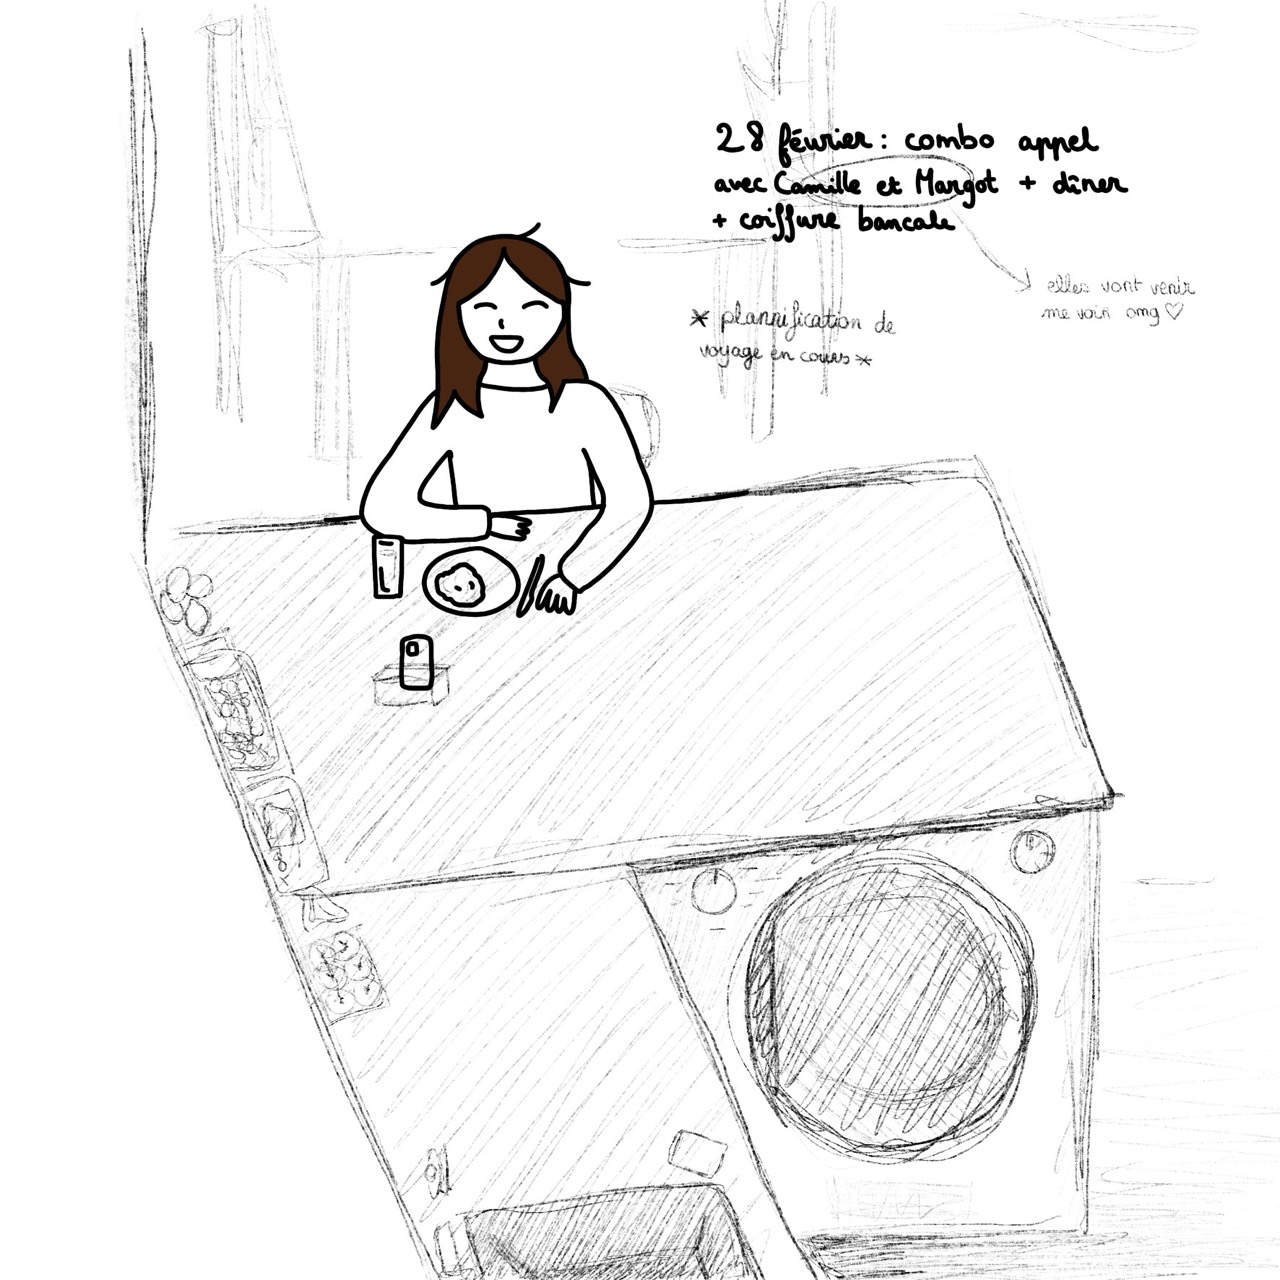 28 février : combo appel
avec Camille et Margot + dîner
+ coiffure bancale
elles vont venir
me voir omg ♡
* plannification de
voyage en cours *